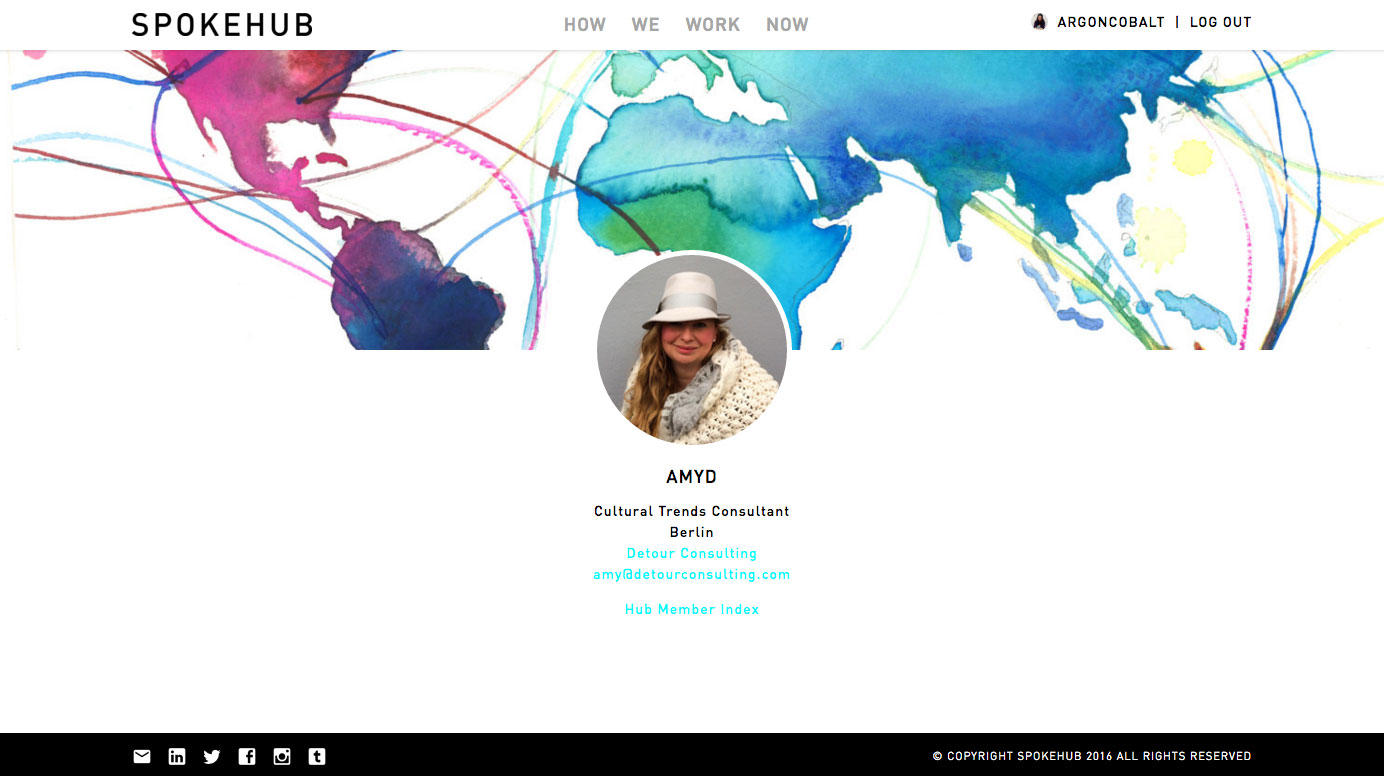 SPOKEHUB
HOW WE WORK NOW
ARGONCOBALT | LOG OUT
AMYD
Cultural Trends Consultant
Berlin
Detour Consulting
amy@detourconsulting.com
Hub Member Index
© COPYRIGHT SPOKEHUB 2016 ALL RIGHTS RESERVED